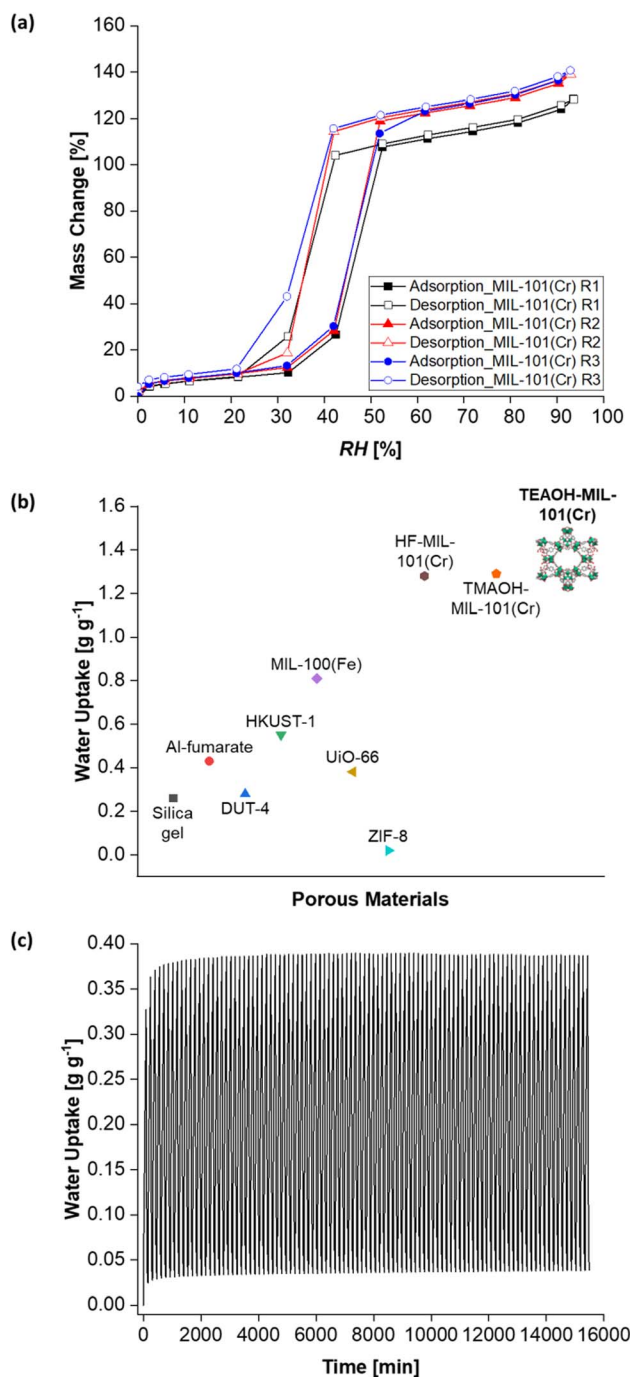 (a)
160
140
120
100
80
60
40
20
0
Mass Change [%]
Adsorption_MIL-101(Cr) R1
Desorption_MIL-101(Cr) R1
Adsorption_MIL-101(Cr) R2
Desorption_MIL-101(Cr) R2
Adsorption_MIL-101(Cr) R3
Desorption_MIL-101(Cr) R3
0 10 20 30 40 50 60 70 80 90 100
RH [%]
(b)
1.6
1.4
1.2
1.0
0.8
0.6
0.4
0.2
0.0
Water Uptake [g g-1]
TEAOH-MIL-
101(Cr)
HF-MIL-
101(Cr)
TMAOH-
MIL-101(Cr)
MIL-100(Fe)
HKUST-1
Al-fumarate
UiO-66
Silica
gel
DUT-4
ZIF-8
Porous Materials
(c)
0.40
0.35
0.30
0.25
0.20
0.15
0.10
0.05
0.00
Water Uptake [g g-1]
0 2000 4000 6000 8000 10000 12000 14000 16000
Time [min]